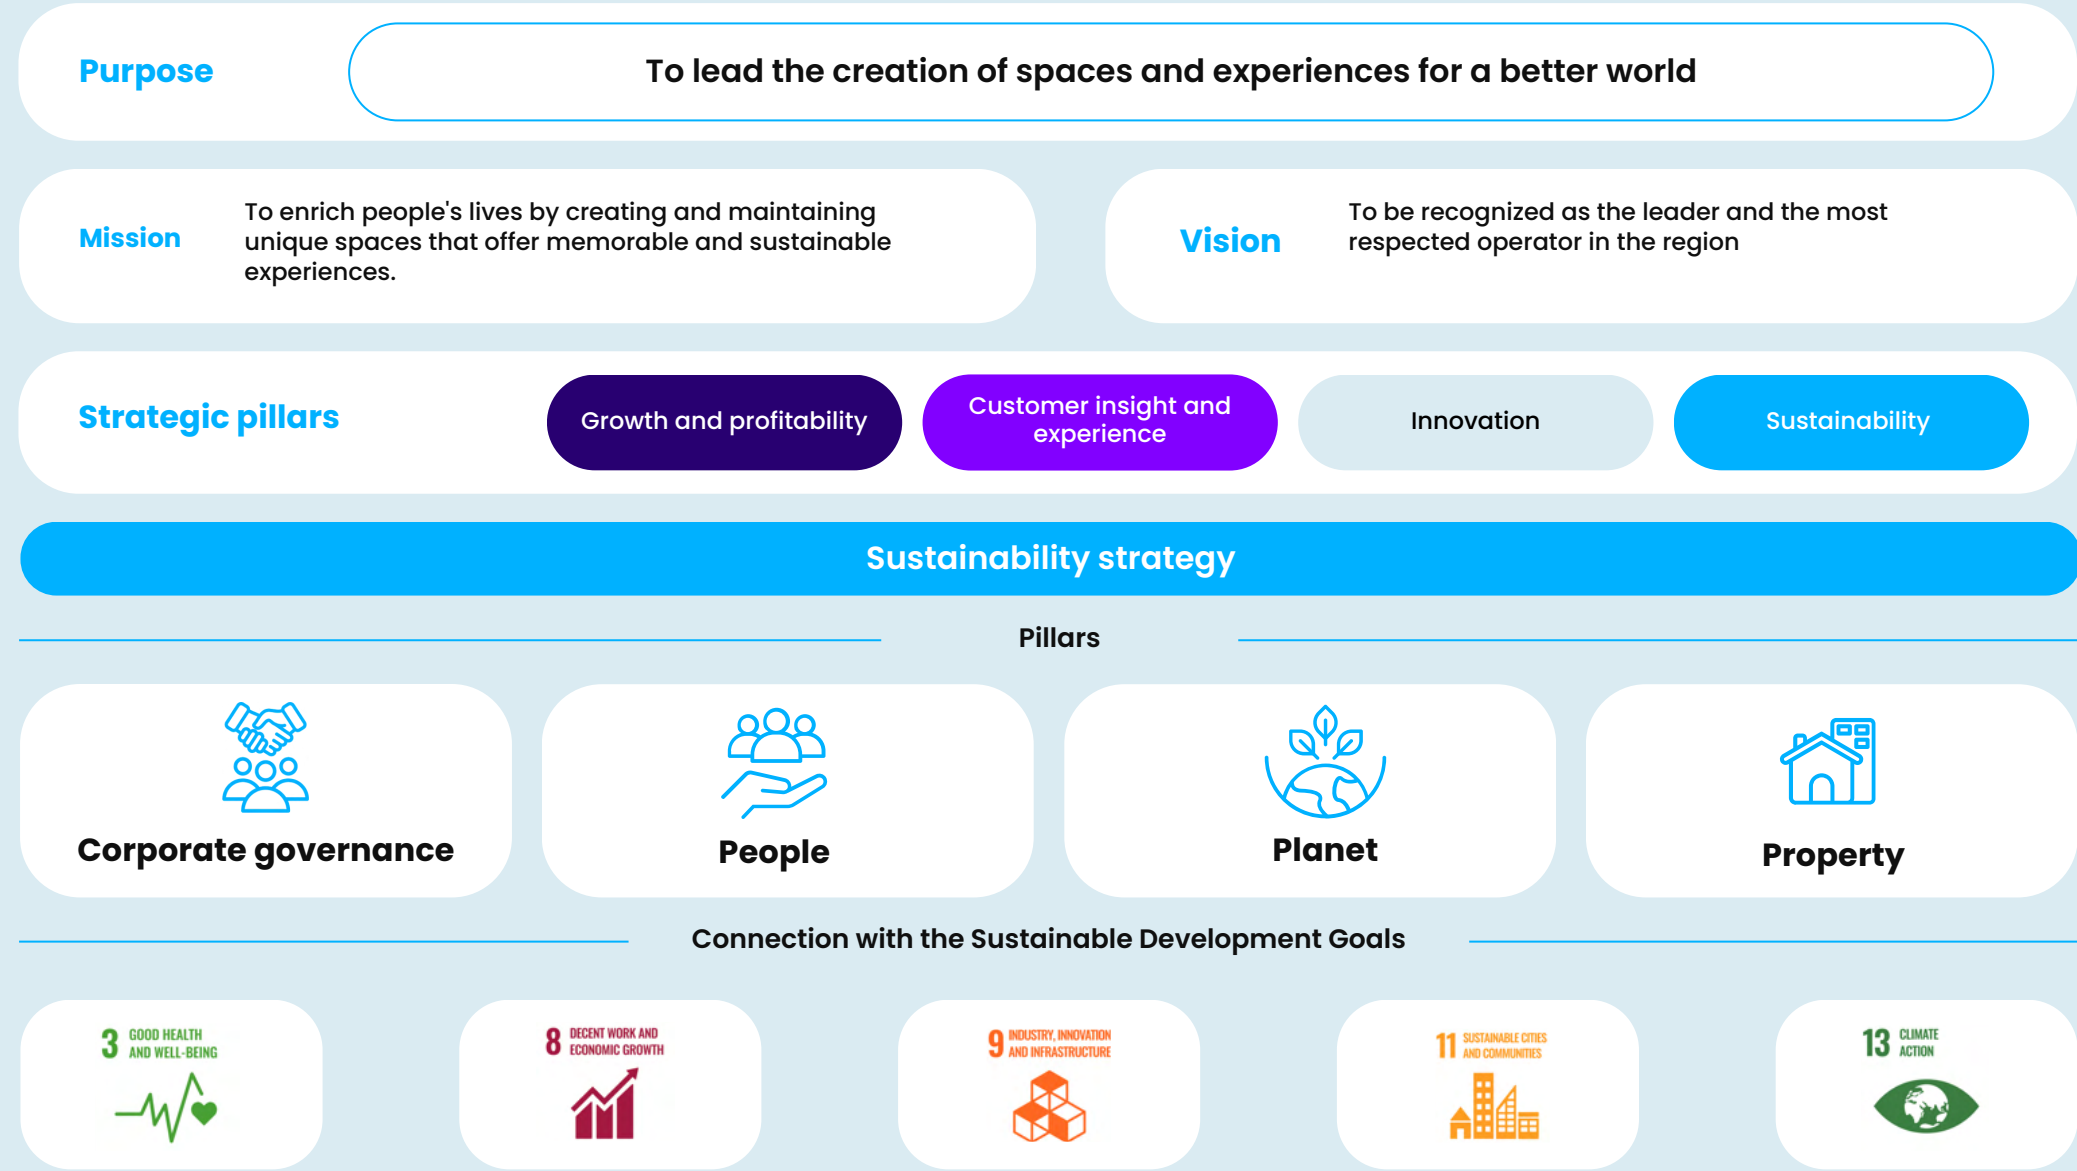 Purpose
To lead the creation of spaces and experiences for a better world
Mission
To enrich people's lives by creating and maintaining
unique spaces that offer memorable and sustainable
experiences.
Vision
To be recognized as the leader and the most
respected operator in the region
Strategic pillars
Growth and profitability
Customer insight and
experience
Innovation
Sustainability
Sustainability strategy
Pillars
Corporate governance
People
Planet
Property
Connection with the Sustainable Development Goals
3 GOOD HEALTH
AND WELL-BEING
8 DECENT WORK AND
ECONOMIC GROWTH
9 INDUSTRY, INNOVATION
AND INFRASTRUCTURE
11 SUSTAINABLE CITIES
AND COMMUNITIES
13 CLIMATE
ACTION